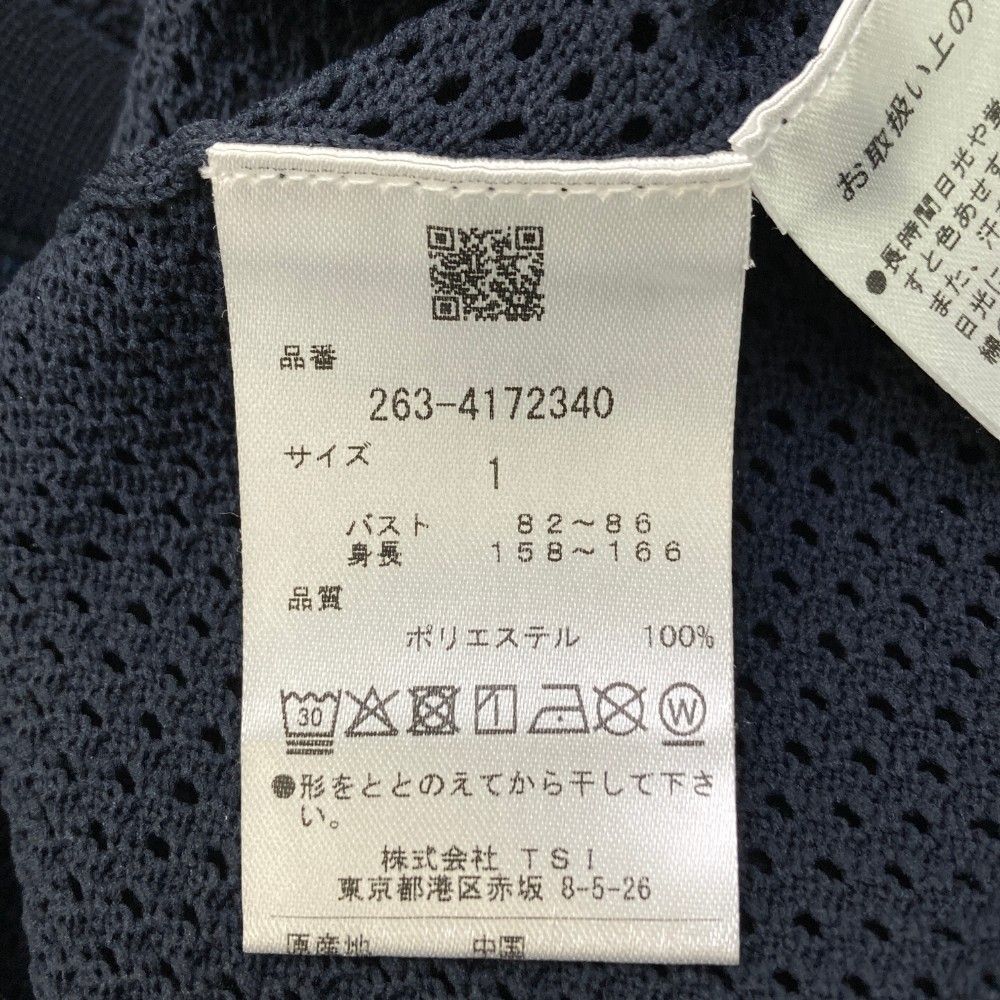 品番
263-4172340
サイズ 1
バスト 82～86
身長 158～166
品質
ポリエステル 100%
30
1
W
●形をととのえてから干して下さ
い。
株式会社 TSI
東京都港区赤坂 8-5-26
原産地 中国
お取扱い上の
●長時間日光や
すと色あせす
また、汗
日光に